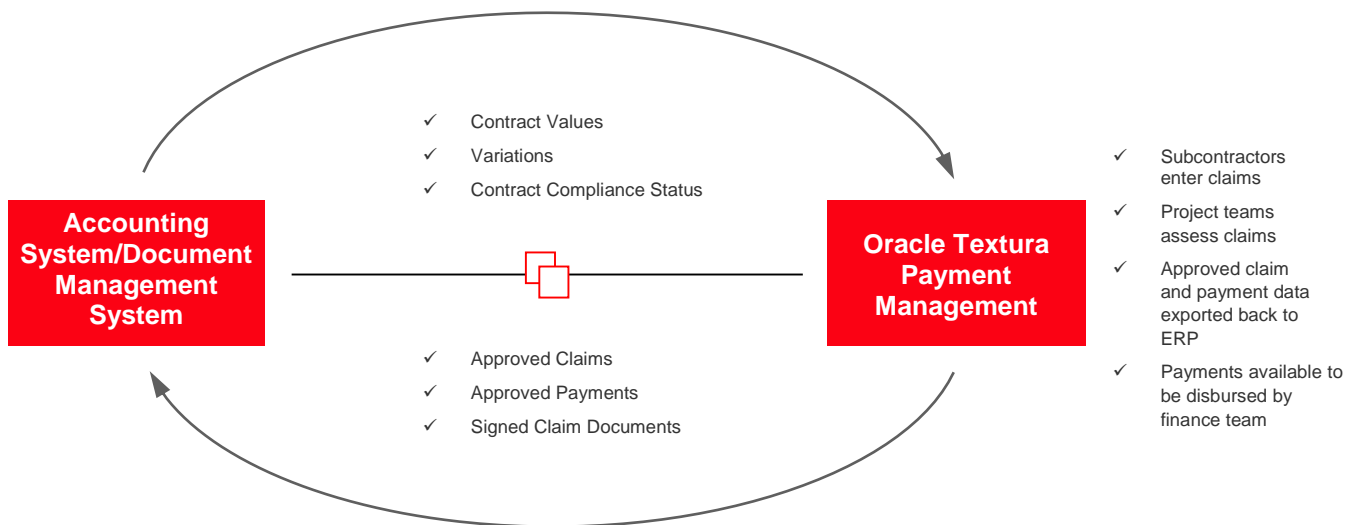 Accounting
System/Document
Management
System
✓ Contract Values
✓ Variations
✓ Contract Compliance Status
✓ Approved Claims
✓ Approved Payments
✓ Signed Claim Documents
Oracle Textura
Payment
Management
✓ Subcontractors
enter claims
✓ Project teams
assess claims
✓ Approved claim
and payment data
exported back to
ERP
✓ Payments available to
be disbursed by
finance team